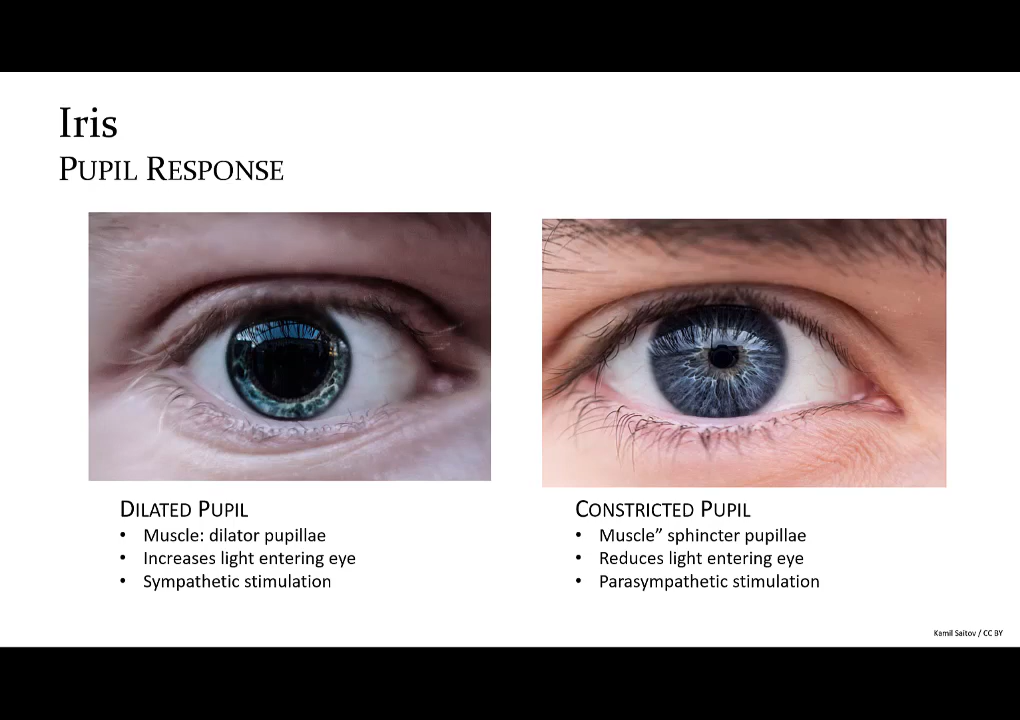 Iris
PUPIL RESPONSE
DILATED PUPIL
• Muscle: dilator pupillae
• Increases light entering eye
• Sympathetic stimulation
CONSTRICTED PUPIL
• Muscle” sphincter pupillae
• Reduces light entering eye
• Parasympathetic stimulation
Kamil Saitov / CC BY